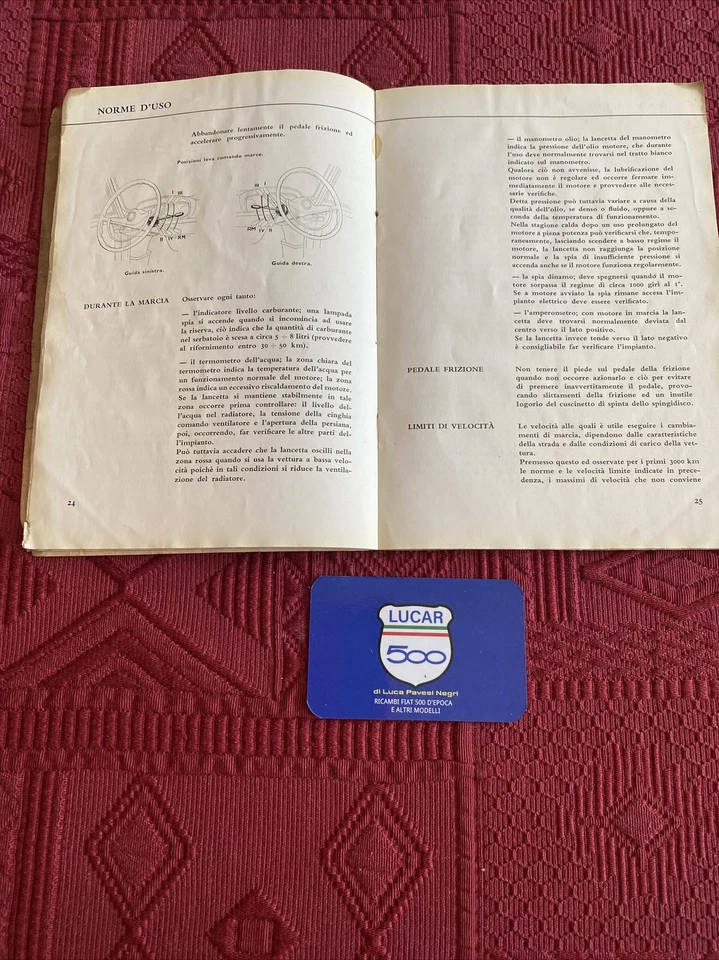 NORME D'USO
Abbandonare lentamente il pedale frizione ed
accelerare progressivamente.
Posizioni leva comando marce.
I III
II IV RM
III I
RM IV II
Guida sinistra.
Guida destra.
DURANTE LA MARCIA
Osservare ogni tanto:
— l'indicatore livello carburante; una lampada
spia si accende quando si incomincia ad usare
la riserva, ciò indica che la quantità di carburante
nel serbatoio è scesa a circa 5 ÷ 8 litri (provvedere
al rifornimento entro 30 ÷ 50 km).
— il termometro dell'acqua; la zona chiara del
termometro indica la temperatura dell'acqua per
un funzionamento normale del motore; la zona
rossa indica un eccessivo riscaldamento del motore.
Se la lancetta si mantiene stabilmente in tale
zona occorre prima controllare: il livello del-
l'acqua nel radiatore, la tensione della cinghia
comando ventilatore e l'apertura della persiana,
poi, occorrendo, far verificare le altre parti del-
l'impianto.
Può tuttavia accadere che la lancetta oscilli nella
zona rossa quando si usa la vettura a bassa velo-
cità poichè in tali condizioni si riduce la ventila-
zione del radiatore.
24
— il manometro olio; la lancetta del manometro
indica la pressione dell'olio motore, che durante
l'uso deve normalmente trovarsi nel tratto bianco
indicato sul manometro.
Qualora ciò non avvenisse, la lubrificazione del
motore non è regolare ed occorre fermare im-
mediatamente il motore e provvedere alle neces-
sarie verifiche.
Detta pressione può tuttavia variare a causa della
qualità dell'olio, se denso o fluido, oppure a se-
conda della temperatura di funzionamento.
Nella stagione calda dopo un uso prolungato del
motore a piena potenza può verificarsi che, tempo-
raneamente, lasciando scendere a basso regime il
motore, la lancetta non raggiunga la posizione
normale e la spia di insufficiente pressione si
accenda anche se il motore funziona regolarmente.
— la spia dinamo; deve spegnersi quando il mo-
tore sorpassa il regime di circa 1000 giri al 1'.
Se a motore avviato la spia rimane accesa l'im-
pianto elettrico deve essere verificato.
— l'amperometro; con motore in marcia la lan-
cetta deve trovarsi normalmente deviata dal
centro verso il lato positivo.
Se la lancetta invece tende verso il lato negativo
è consigliabile far verificare l'impianto.
PEDALE FRIZIONE
Non tenere il piede sul pedale della frizione
quando non occorre azionarlo e ciò per evitare
di premere inavvertitamente il pedale, provo-
cando slittamenti della frizione ed un inutile
logorio del cuscinetto di spinta dello spingidisco.
LIMITI DI VELOCITÀ
Le velocità alle quali è utile eseguire i cambia-
menti di marcia, dipendono dalle caratteristiche
della strada e dalle condizioni di carico della vet-
tura.
Premesso questo ed osservate per i primi 3000 km
le norme e le velocità limite indicate in prece-
denza, i massimi di velocità che non conviene
25
LUCAR
500
di Luca Pavesi Negri
RICAMBI FIAT 500 D'EPOCA
E ALTRI MODELLI